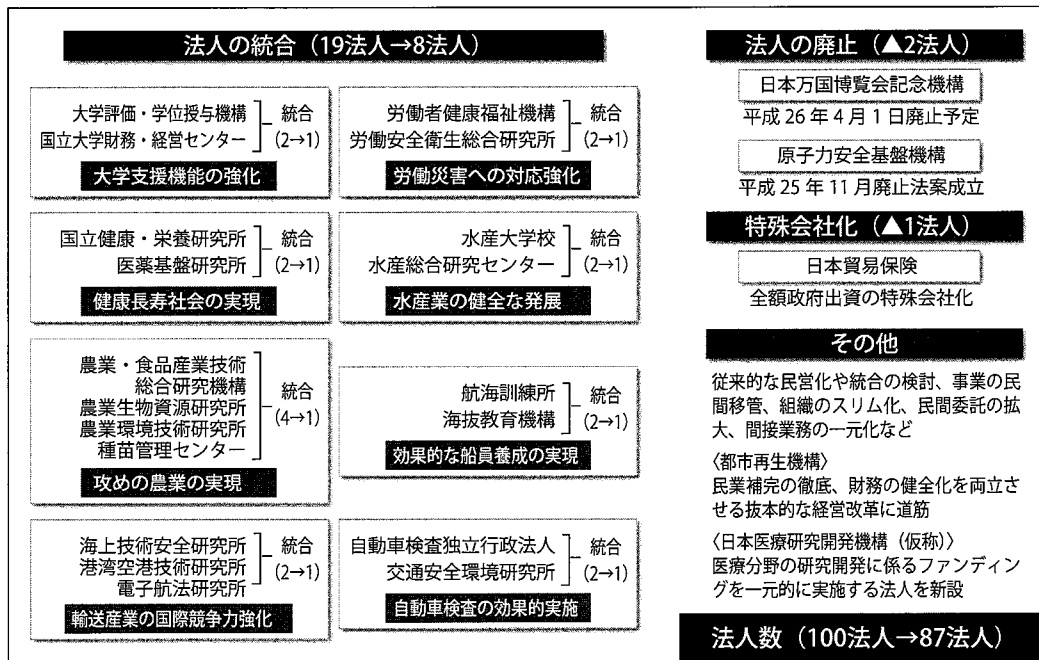 法人の統合（19法人→8法人）
大学評価・学位授与機構
国立大学財務・経営センター
統合
(2→1)
大学支援機能の強化
労働者健康福祉機構
労働安全衛生総合研究所
統合
(2→1)
労働災害への対応強化
国立健康・栄養研究所
医薬基盤研究所
統合
(2→1)
健康長寿社会の実現
水産大学校
水産総合研究センター
統合
(2→1)
水産業の健全な発展
農業・食品産業技術
総合研究機構
農業生物資源研究所
農業環境技術研究所
種苗管理センター
統合
(4→1)
攻めの農業の実現
航海訓練所
海抜教育機構
統合
(2→1)
効果的な船員養成の実現
海上技術安全研究所
港湾空港技術研究所
電子航法研究所
統合
(2→1)
輸送産業の国際競争力強化
自動車検査独立行政法人
交通安全環境研究所
統合
(2→1)
自動車検査の効果的実施
法人の廃止（▲2法人）
日本万国博覧会記念機構
平成26年4月1日廃止予定
原子力安全基盤機構
平成25年11月廃止法案成立
特殊会社化（▲1法人）
日本貿易保険
全額政府出資の特殊会社化
その他
従来的な民営化や統合の検討、事業の民
間移管、組織のスリム化、民間委託の拡
大、間接業務の一元化など
〈都市再生機構〉
民業補完の徹底、財務の健全化を両立さ
せる抜本的な経営改革に道筋
〈日本医療研究開発機構（仮称）〉
医療分野の研究開発に係るファンディン
グを一元的に実施する法人を新設
法人数（100法人→87法人）